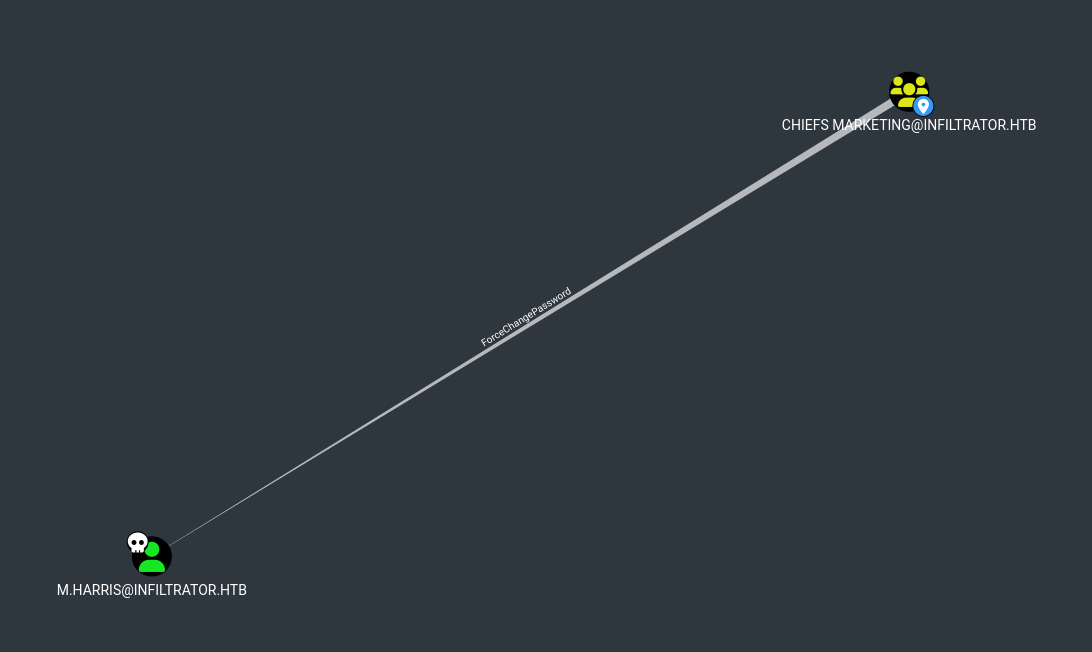 CHIEFS MARKETING@INFILTRATOR.HTB
ForceChangePassword
M.HARRIS@INFILTRATOR.HTB